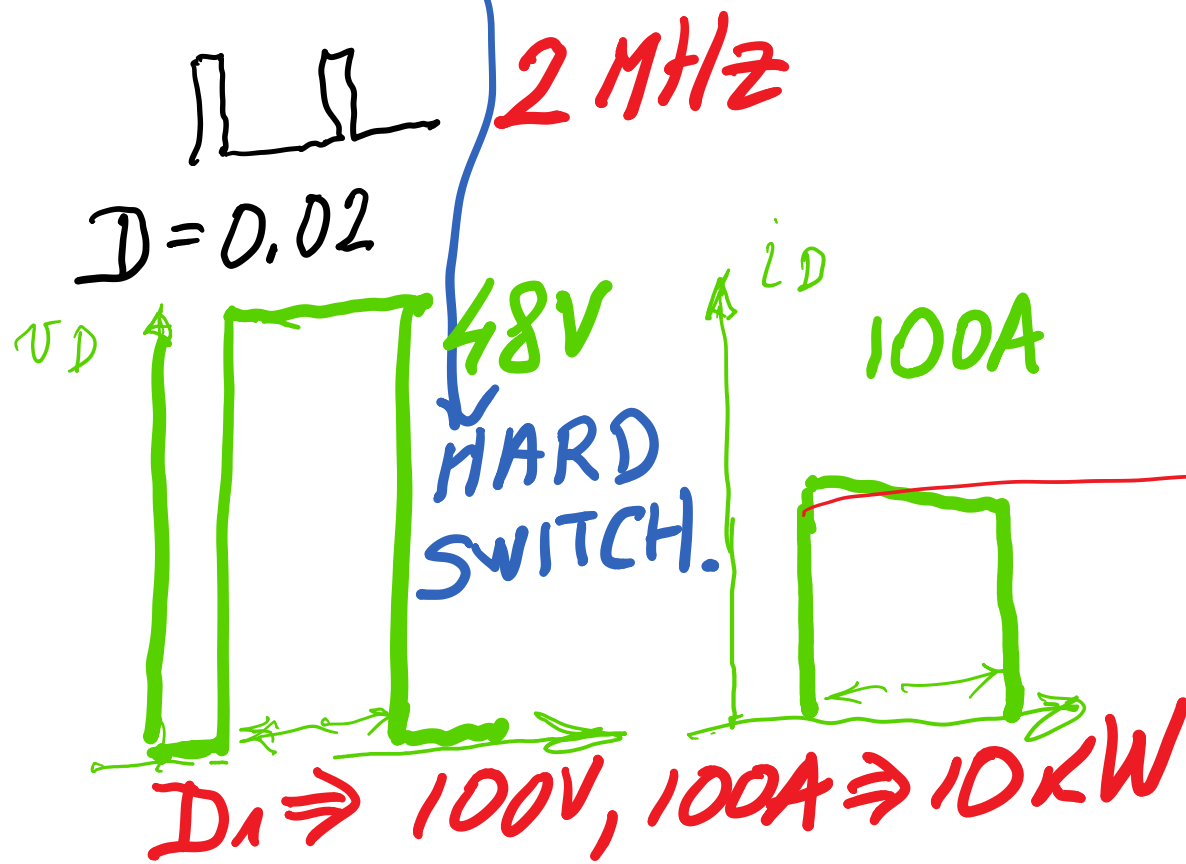 2 MHz
D = 0.02
vD
48V
iD
100A
HARD
SWITCH.
D1 ⇒ 100V, 100A ⇒ 10kW